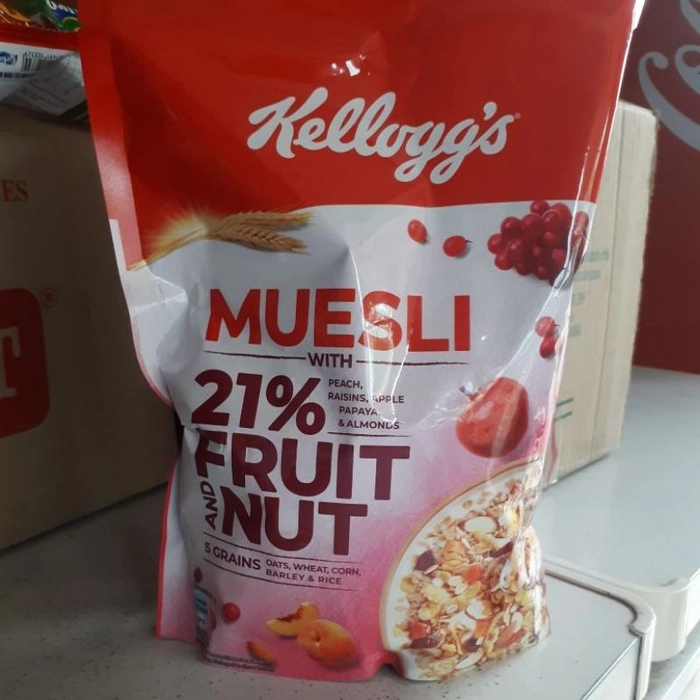 Kellogg's
ES
MUESLI
WITH
21%
PEACH,
RAISINS, APPLE
PAPAYA
& ALMONDS
FRUIT
AND NUT
5 GRAINS OATS, WHEAT, CORN,
BARLEY & RICE